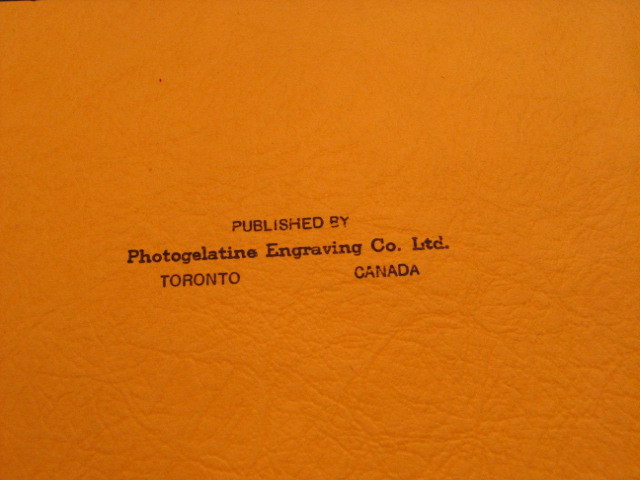 PUBLISHED BY
Photogelatine Engraving Co. Ltd.
TORONTO CANADA